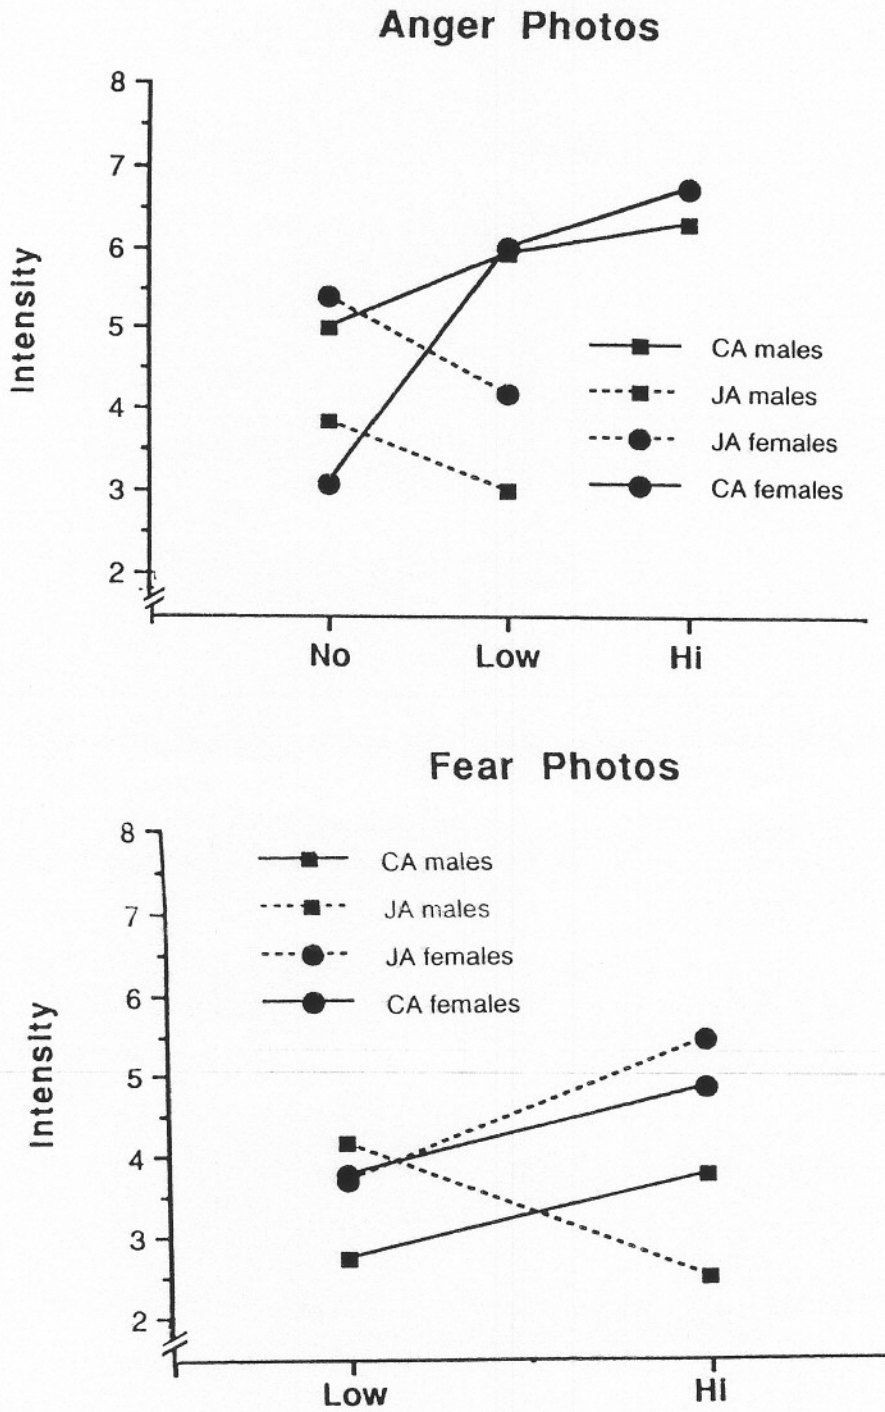 Anger Photos
8
7
6
5
4
3
2
Intensity
CA males
JA males
JA females
CA females
No Low Hi
Fear Photos
8
7
6
5
4
3
2
Intensity
CA males
JA males
JA females
CA females
Low Hi